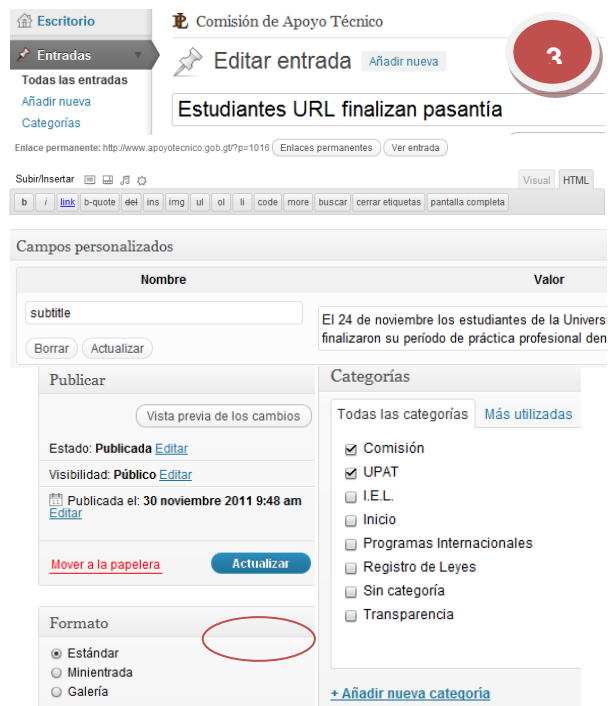 Escritorio
Comisión de Apoyo Técnico
3
Entradas
Editar entrada
Añadir nueva
Todas las entradas
Añadir nueva
Categorías
Estudiantes URL finalizan pasantía
Enlace permanente: http://www.apoyotecnico.gob.gt/?p=1016 Enlaces permanentes Ver entrada
Subir/Insertar
Visual HTML
b i link b-quote del ins img ul ol li code more buscar cerrar etiquetas pantalla completa
Campos personalizados
Nombre Valor
subtitle
El 24 de noviembre los estudiantes de la Univers
finalizaron su período de práctica profesional den
Borrar Actualizar
Publicar
Vista previa de los cambios
Estado: Publicada Editar
Visibilidad: Público Editar
Publicada el: 30 noviembre 2011 9:48 am
Editar
Mover a la papelera Actualizar
Formato
Estándar
Minientrada
Galería
Categorías
Todas las categorías Más utilizadas
Comisión
UPAT
I.E.L.
Inicio
Programas Internacionales
Registro de Leyes
Sin categoría
Transparencia
+ Añadir nueva categoría